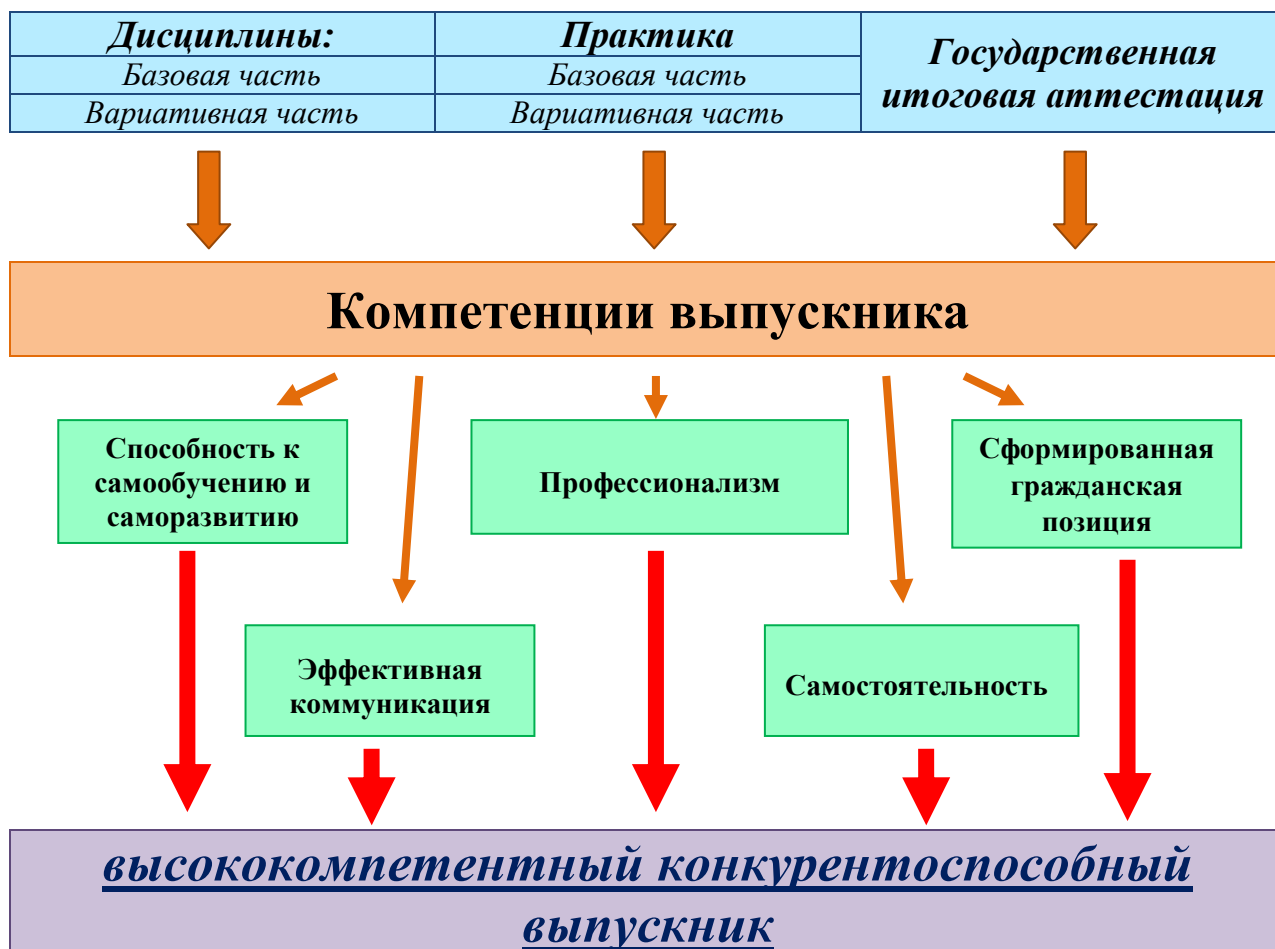 Дисциплины:
Базовая часть
Вариативная часть
Практика
Базовая часть
Вариативная часть
Государственная
итоговая аттестация
Компетенции выпускника
Способность к
самообучению и
саморазвитию
Профессионализм
Сформированная
гражданская
позиция
Эффективная
коммуникация
Самостоятельность
высококомпетентный конкурентоспособный
выпускник